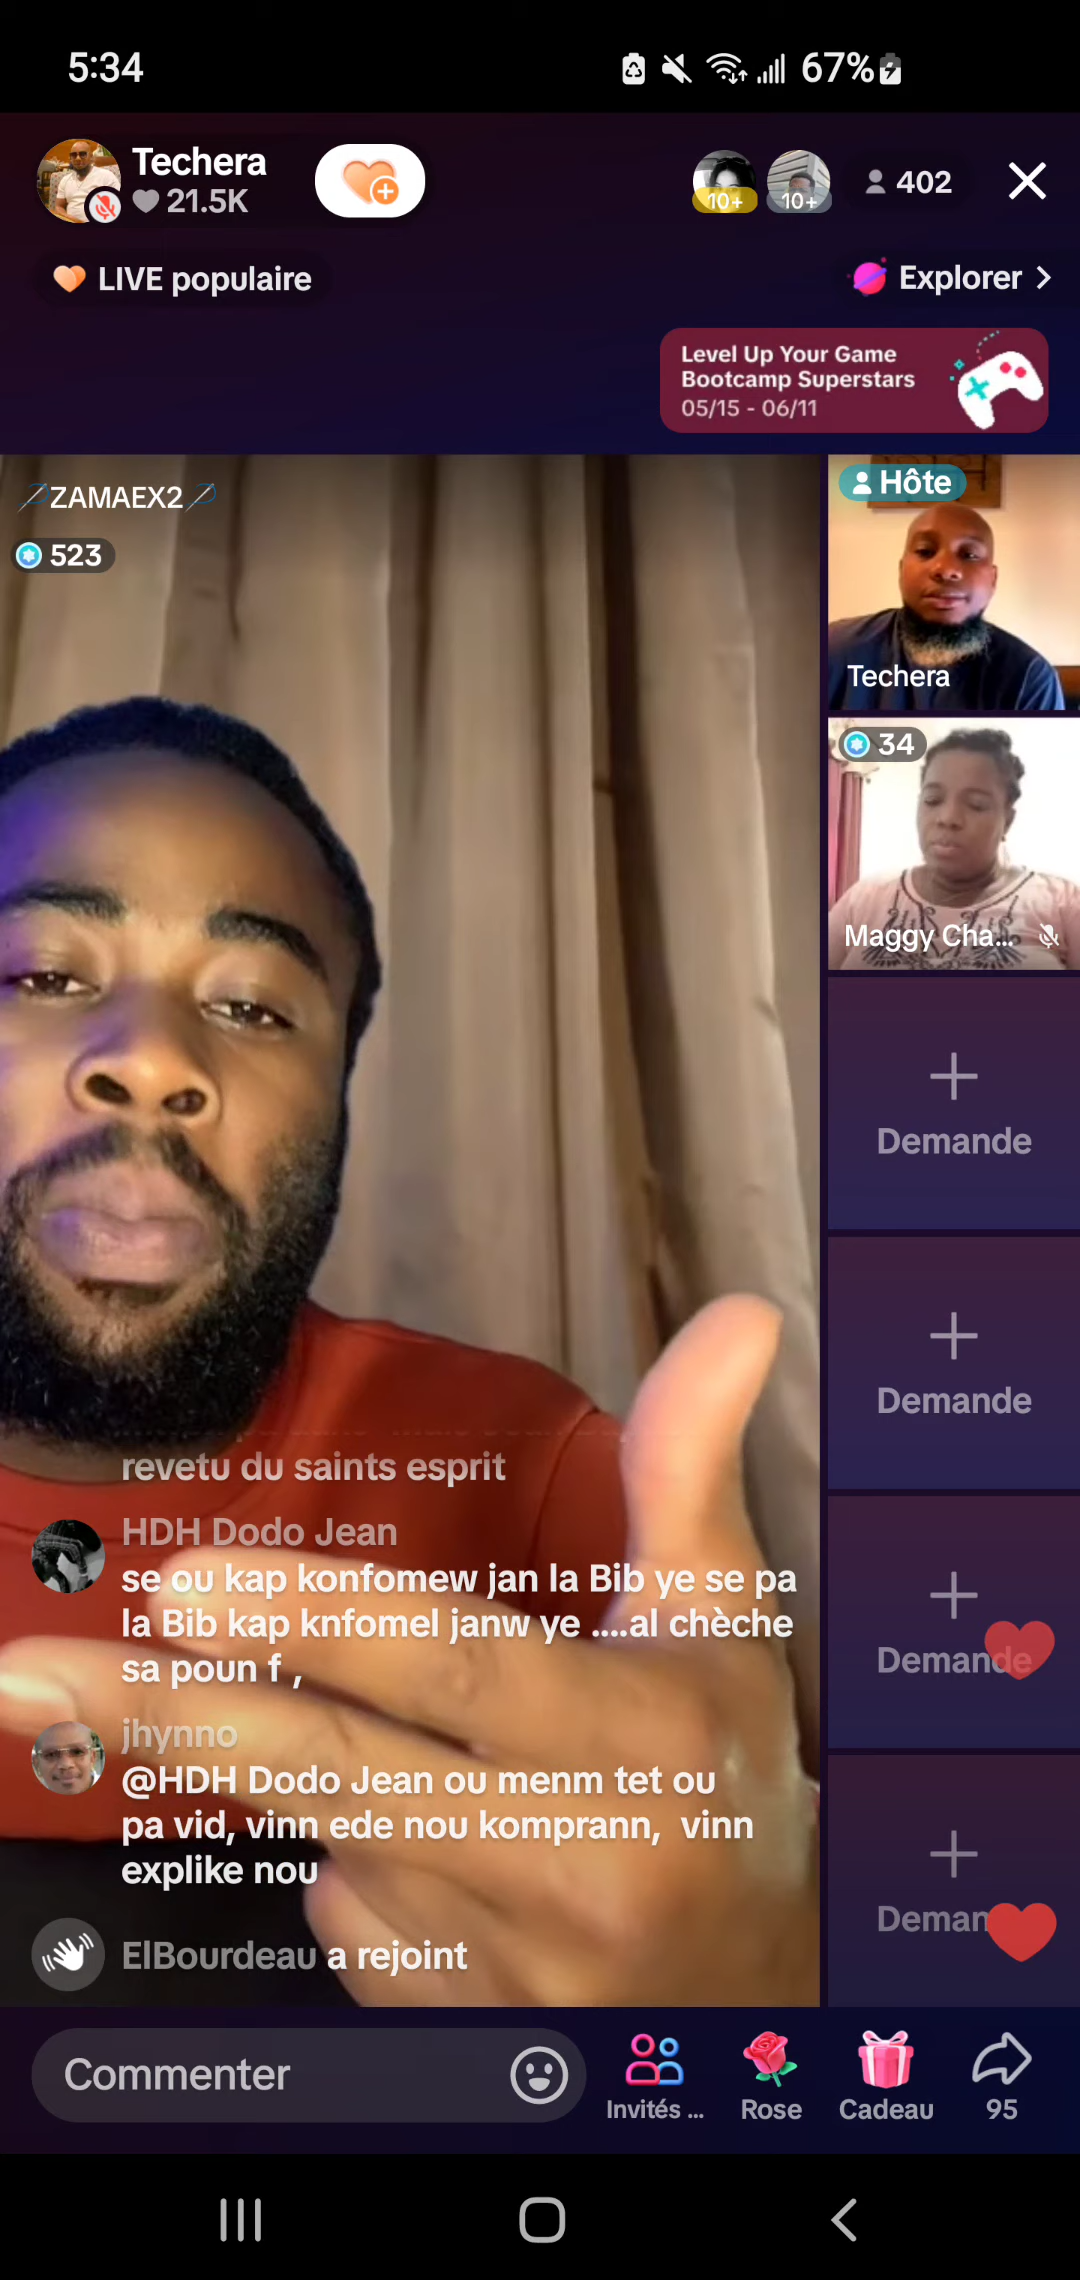 5:34
67%
Techera
21.5K
10+
10+
402
LIVE populaire
Explorer
Level Up Your Game
Bootcamp Superstars
05/15 - 06/11
ZAMAEX2
523
Hôte
Techera
34
Maggy Cha...
Demande
Demande
Demande
Deman
revetu du saints esprit
HDH Dodo Jean
se ou kap konfomew jan la Bib ye se pa
la Bib kap knfomel janw ye ....al chèche
sa poun f ,
jhynno
@HDH Dodo Jean ou menm tet ou
pa vid, vinn ede nou komprann,  vinn
explike nou
ElBourdeau a rejoint
Commenter
Invités ...
Rose
Cadeau
95